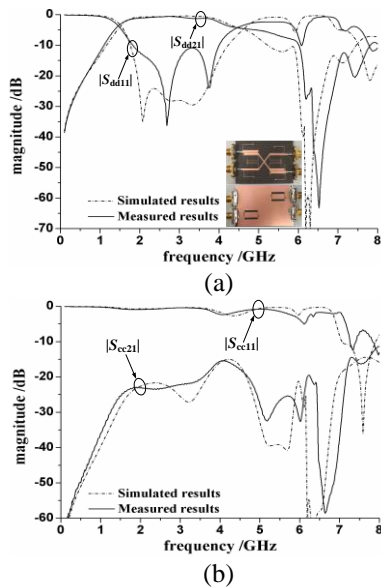 0
-10
-20
-30
-40
-50
-60
-70
magnitude /dB
|Sdd21|
|Sdd11|
Simulated results
Measured results
0 1 2 3 4 5 6 7 8
frequency /GHz
(a)
0
-10
-20
-30
-40
-50
-60
magnitude /dB
|Scc21|
|Scc11|
Simulated results
Measured results
0 1 2 3 4 5 6 7 8
frequency /GHz
(b)